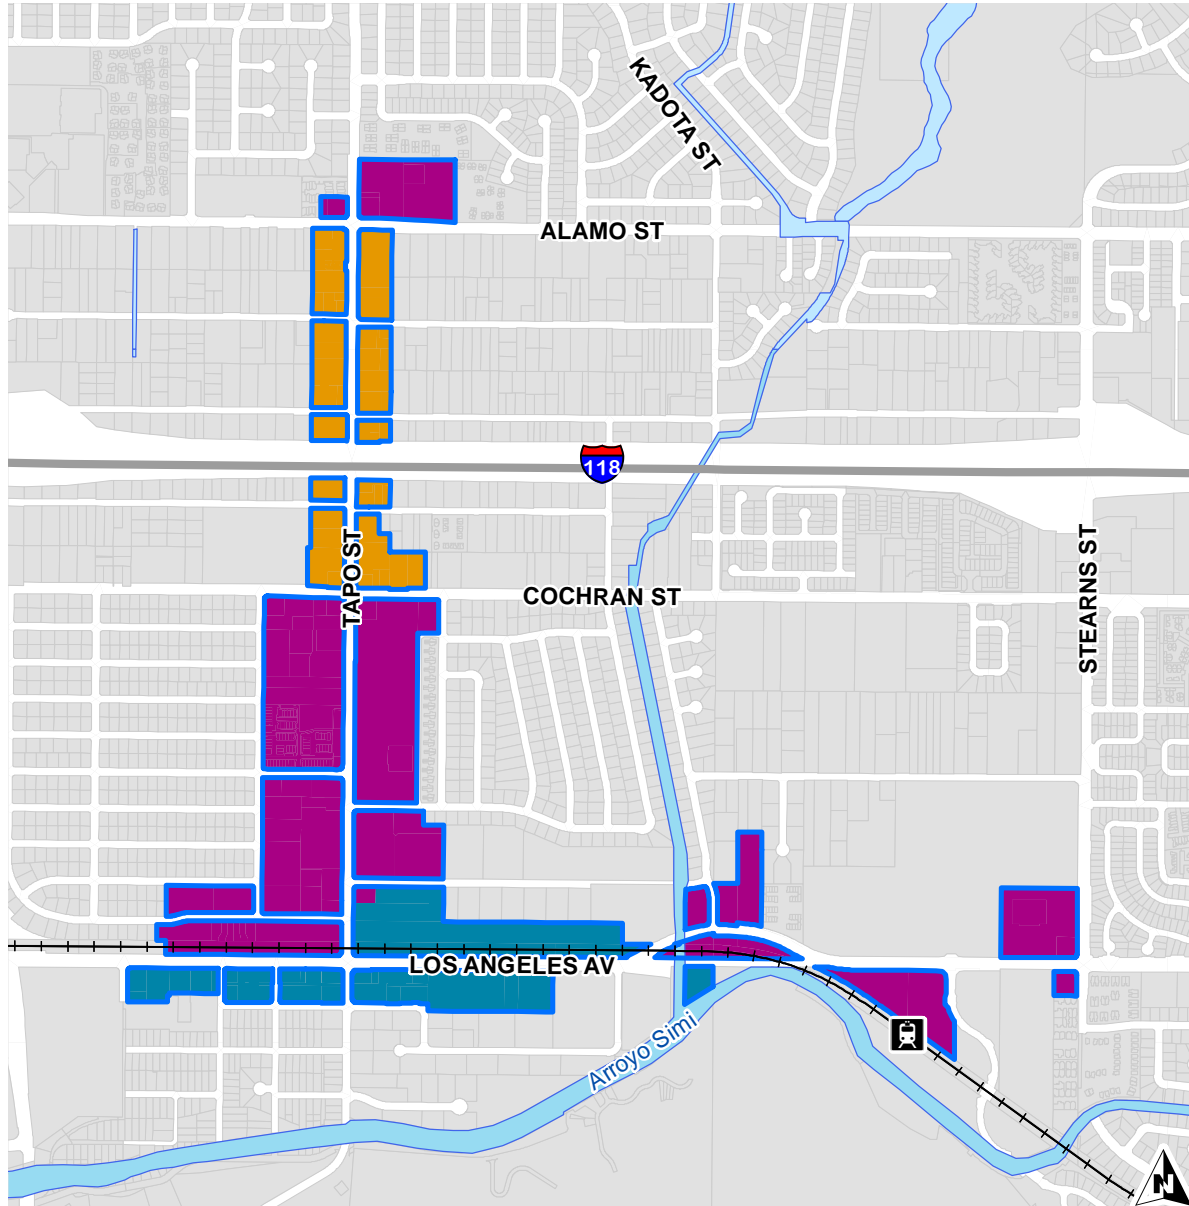 KADOTA ST
ALAMO ST
118
TAPO ST
COCHRAN ST
STEARNS ST
LOS ANGELES AV
Arroyo Simi
N